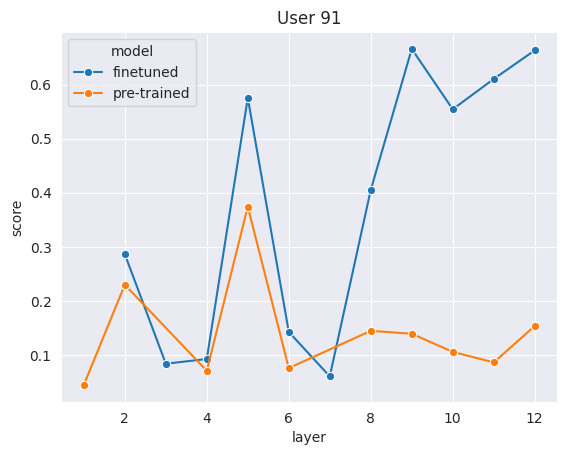 User 91
model
finetuned
pre-trained
score
0.6
0.5
0.4
0.3
0.2
0.1
2 4 6 8 10 12
layer